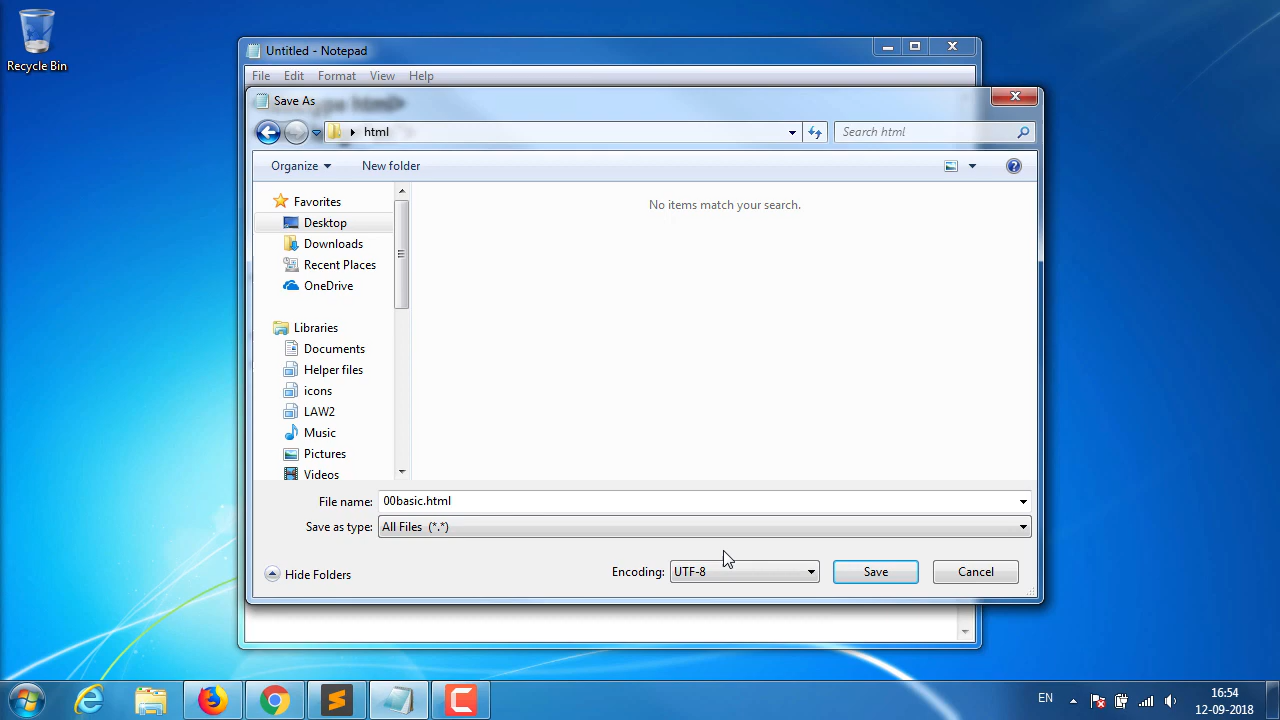 Recycle Bin
Untitled - Notepad
File Edit Format View Help
Save As
html
Search html
Organize New folder
Favorites
Desktop
Downloads
Recent Places
OneDrive
Libraries
Documents
Helper files
icons
LAW2
Music
Pictures
Videos
No items match your search.
File name: 00basic.html
Save as type: All Files (*.*)
Hide Folders
Encoding: UTF-8 Save Cancel
EN
16:54
12-09-2018